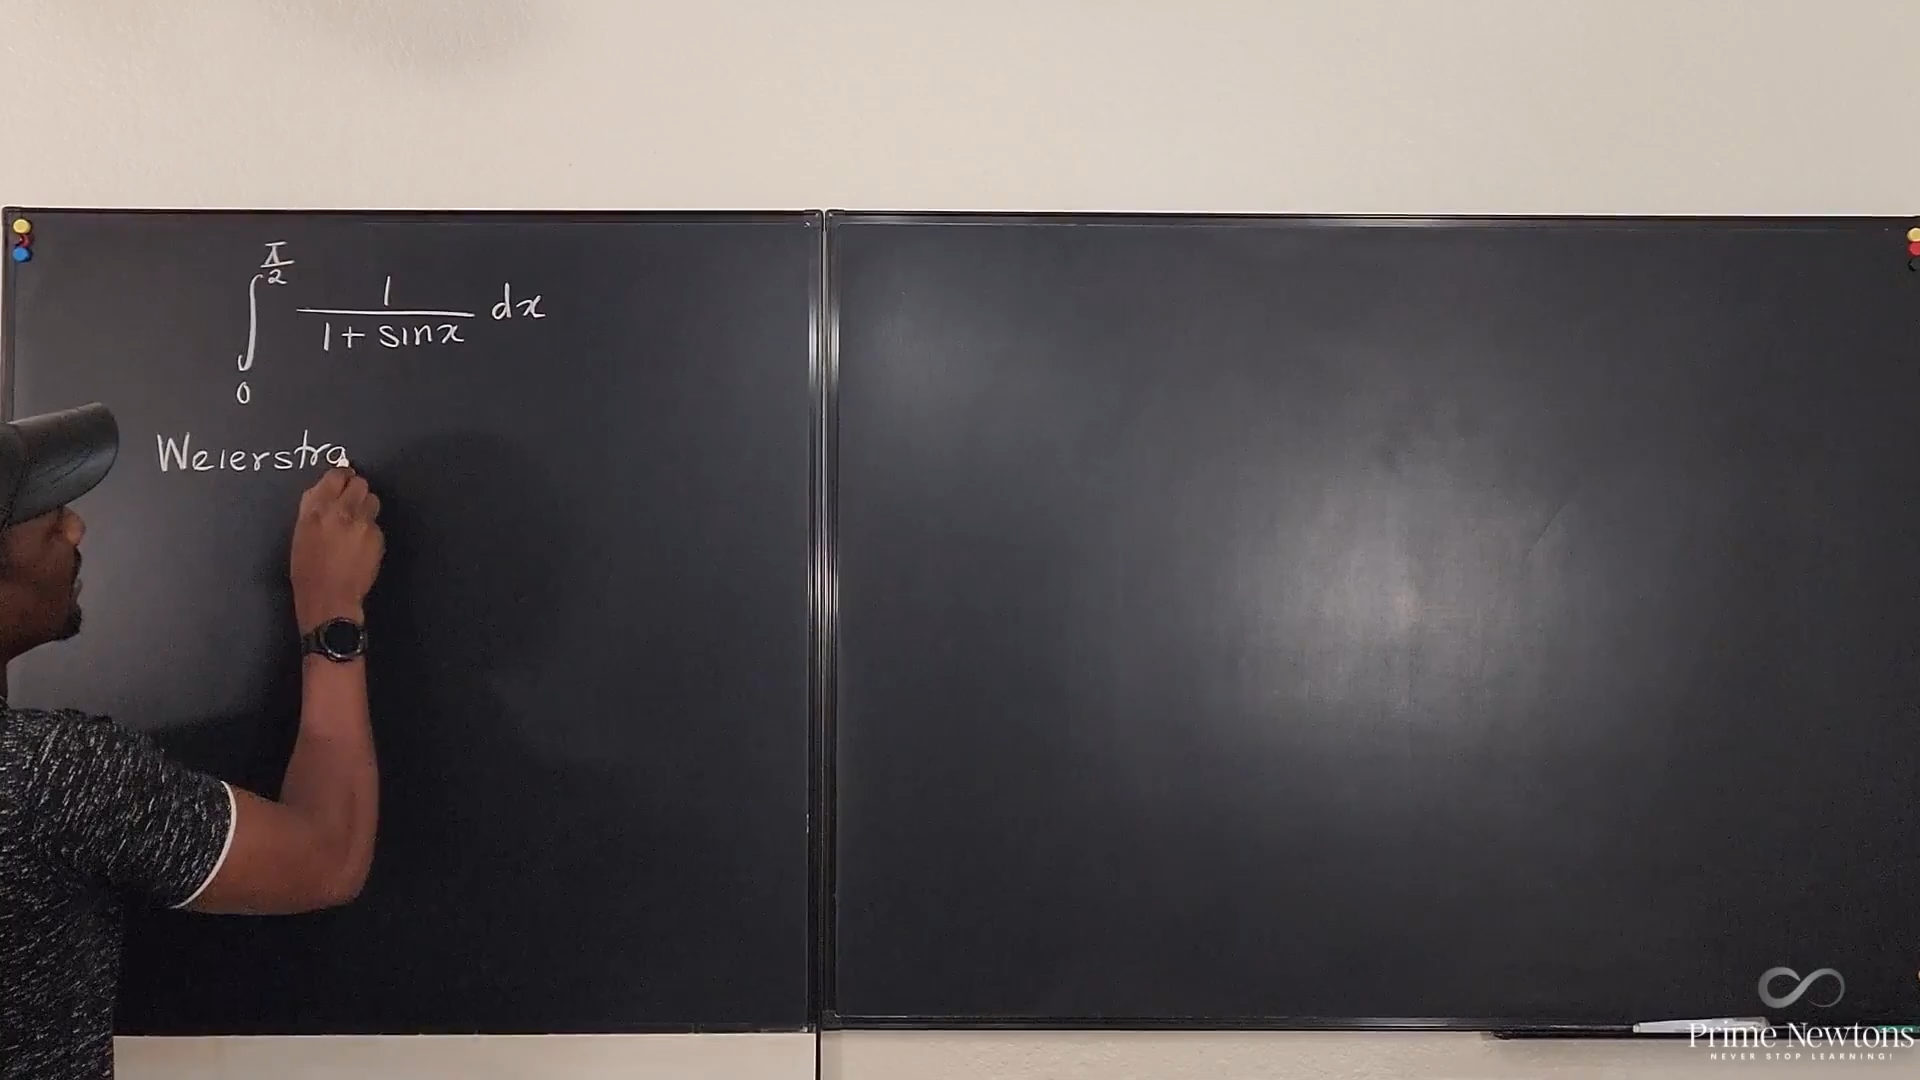 ∫₀^(π/2) 1/(1 + sinx) dx
Weierstra
Prime Newtons
NEVER STOP LEARNING!